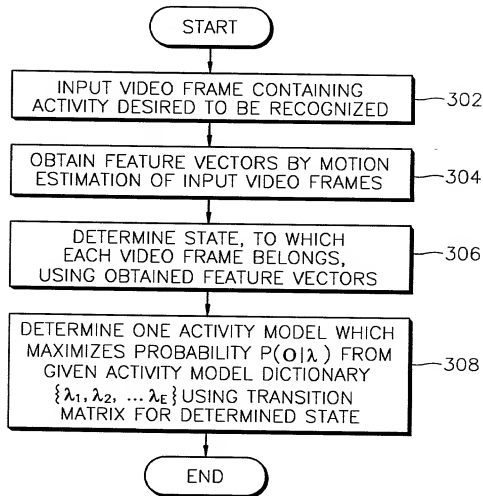 START
INPUT VIDEO FRAME CONTAINING
ACTIVITY DESIRED TO BE RECOGNIZED
302
OBTAIN FEATURE VECTORS BY MOTION
ESTIMATION OF INPUT VIDEO FRAMES
304
DETERMINE STATE, TO WHICH
EACH VIDEO FRAME BELONGS,
USING OBTAINED FEATURE VECTORS
306
DETERMINE ONE ACTIVITY MODEL WHICH
MAXIMIZES PROBABILITY P(O|λ) FROM
GIVEN ACTIVITY MODEL DICTIONARY
{λ₁, λ₂, ... λE} USING TRANSITION
MATRIX FOR DETERMINED STATE
308
END